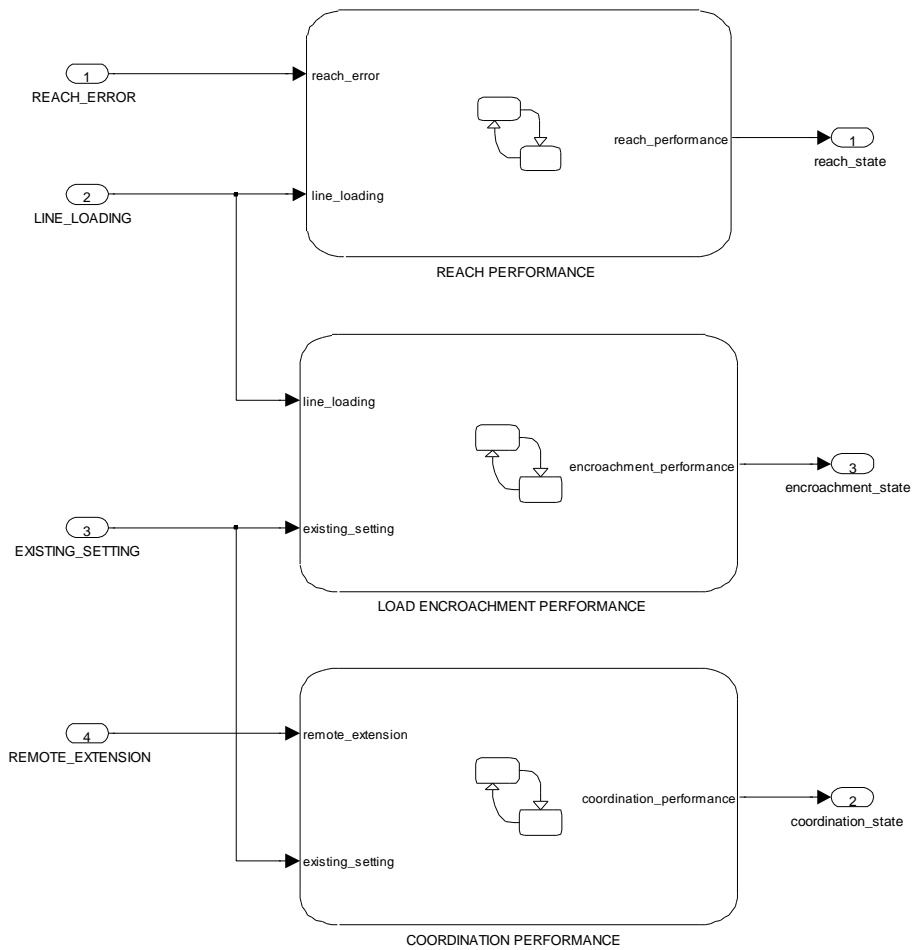 1
REACH_ERROR
reach_error
reach_performance
1
reach_state
2
LINE_LOADING
line_loading
REACH PERFORMANCE
line_loading
encroachment_performance
3
encroachment_state
3
EXISTING_SETTING
existing_setting
LOAD ENCROACHMENT PERFORMANCE
4
REMOTE_EXTENSION
remote_extension
coordination_performance
2
coordination_state
existing_setting
COORDINATION PERFORMANCE